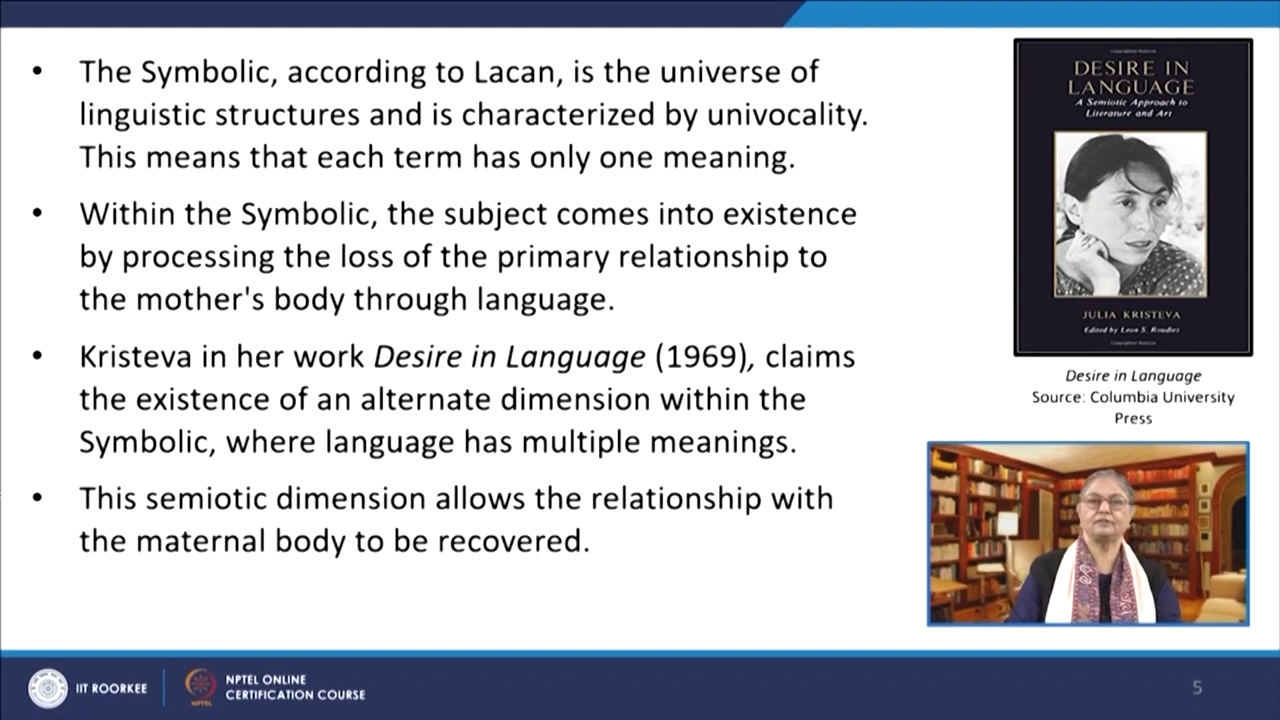 • The Symbolic, according to Lacan, is the universe of
linguistic structures and is characterized by univocality.
This means that each term has only one meaning.
• Within the Symbolic, the subject comes into existence
by processing the loss of the primary relationship to
the mother's body through language.
• Kristeva in her work Desire in Language (1969), claims
the existence of an alternate dimension within the
Symbolic, where language has multiple meanings.
• This semiotic dimension allows the relationship with
the maternal body to be recovered.
DESIRE IN
LANGUAGE
A Semiotic Approach to
Literature and Art
JULIA KRISTEVA
Edited by Leon S. Roudiez
Desire in Language
Source: Columbia University
Press
IIT ROORKEE
NPTEL
NPTEL ONLINE
CERTIFICATION COURSE
5